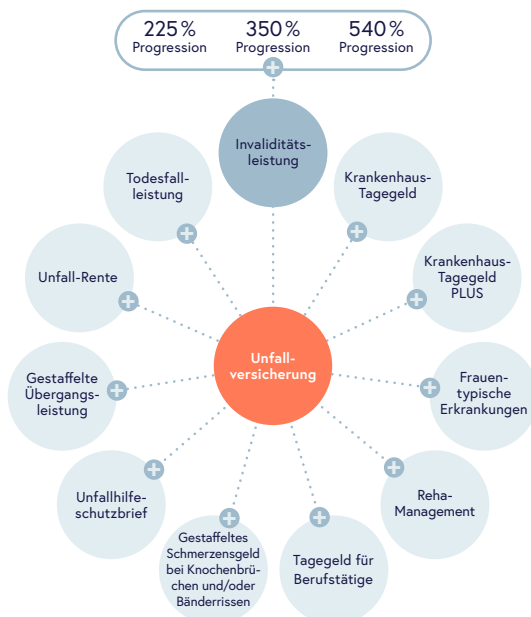 225 % 350 % 540 %
Progression Progression Progression
Invaliditäts-
leistung
Todesfall-
leistung
Krankenhaus-
Tagegeld
Unfall-Rente
Krankenhaus-
Tagegeld
PLUS
Unfall-
versicherung
Gestaffelte
Übergangs-
leistung
Frauen-
typische
Erkrankungen
Unfallhilfe-
schutzbrief
Reha-
Management
Gestaffeltes
Schmerzensgeld
bei Knochenbrü-
chen und/oder
Bänderrissen
Tagegeld für
Berufstätige